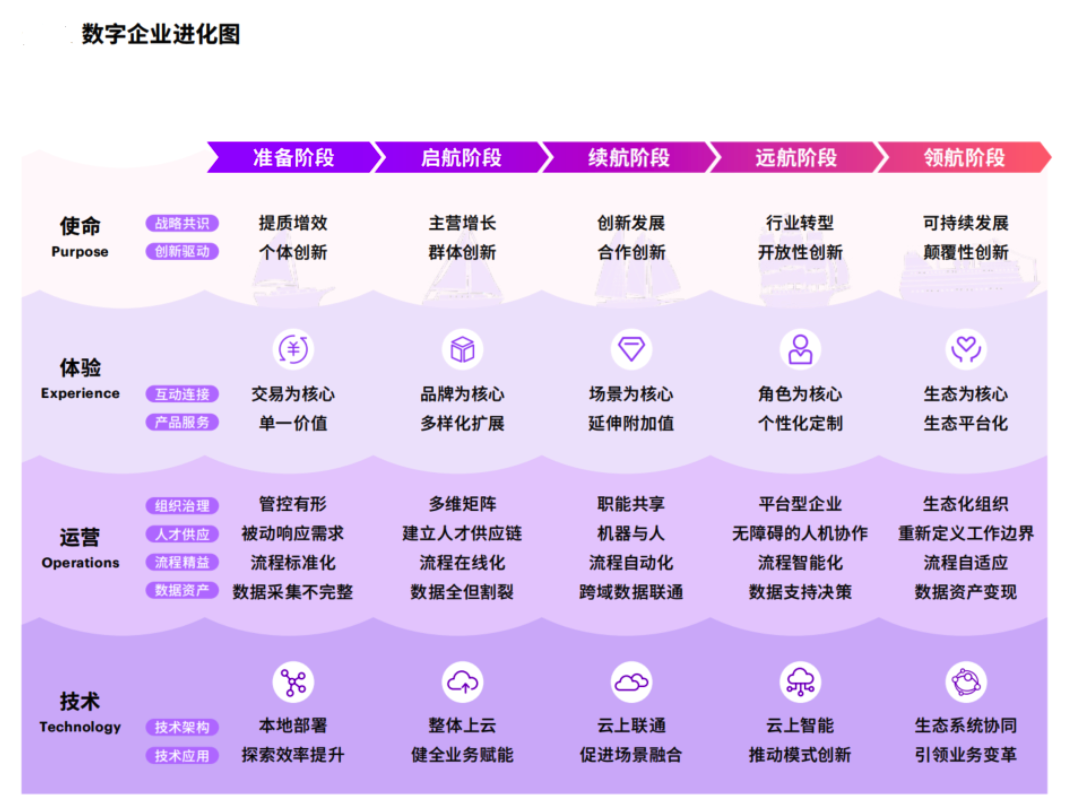 数字企业进化图
准备阶段 启航阶段 续航阶段 远航阶段 领航阶段
使命
Purpose
战略共识 提质增效 主营增长 创新发展 行业转型 可持续发展
创新驱动 个体创新 群体创新 合作创新 开放性创新 颠覆性创新
体验
Experience
互动连接 交易为核心 品牌为核心 场景为核心 角色为核心 生态为核心
产品服务 单一价值 多样化扩展 延伸附加值 个性化定制 生态平台化
运营
Operations
组织治理 管控有形 多维矩阵 职能共享 平台型企业 生态化组织
人才供应 被动响应需求 建立人才供应链 机器与人 无障碍的人机协作 重新定义工作边界
流程精益 流程标准化 流程在线化 流程自动化 流程智能化 流程自适应
数据资产 数据采集不完整 数据全但割裂 跨域数据联通 数据支持决策 数据资产变现
技术
Technology
技术架构 本地部署 整体上云 云上联通 云上智能 生态系统协同
技术应用 探索效率提升 健全业务赋能 促进场景融合 推动模式创新 引领业务变革